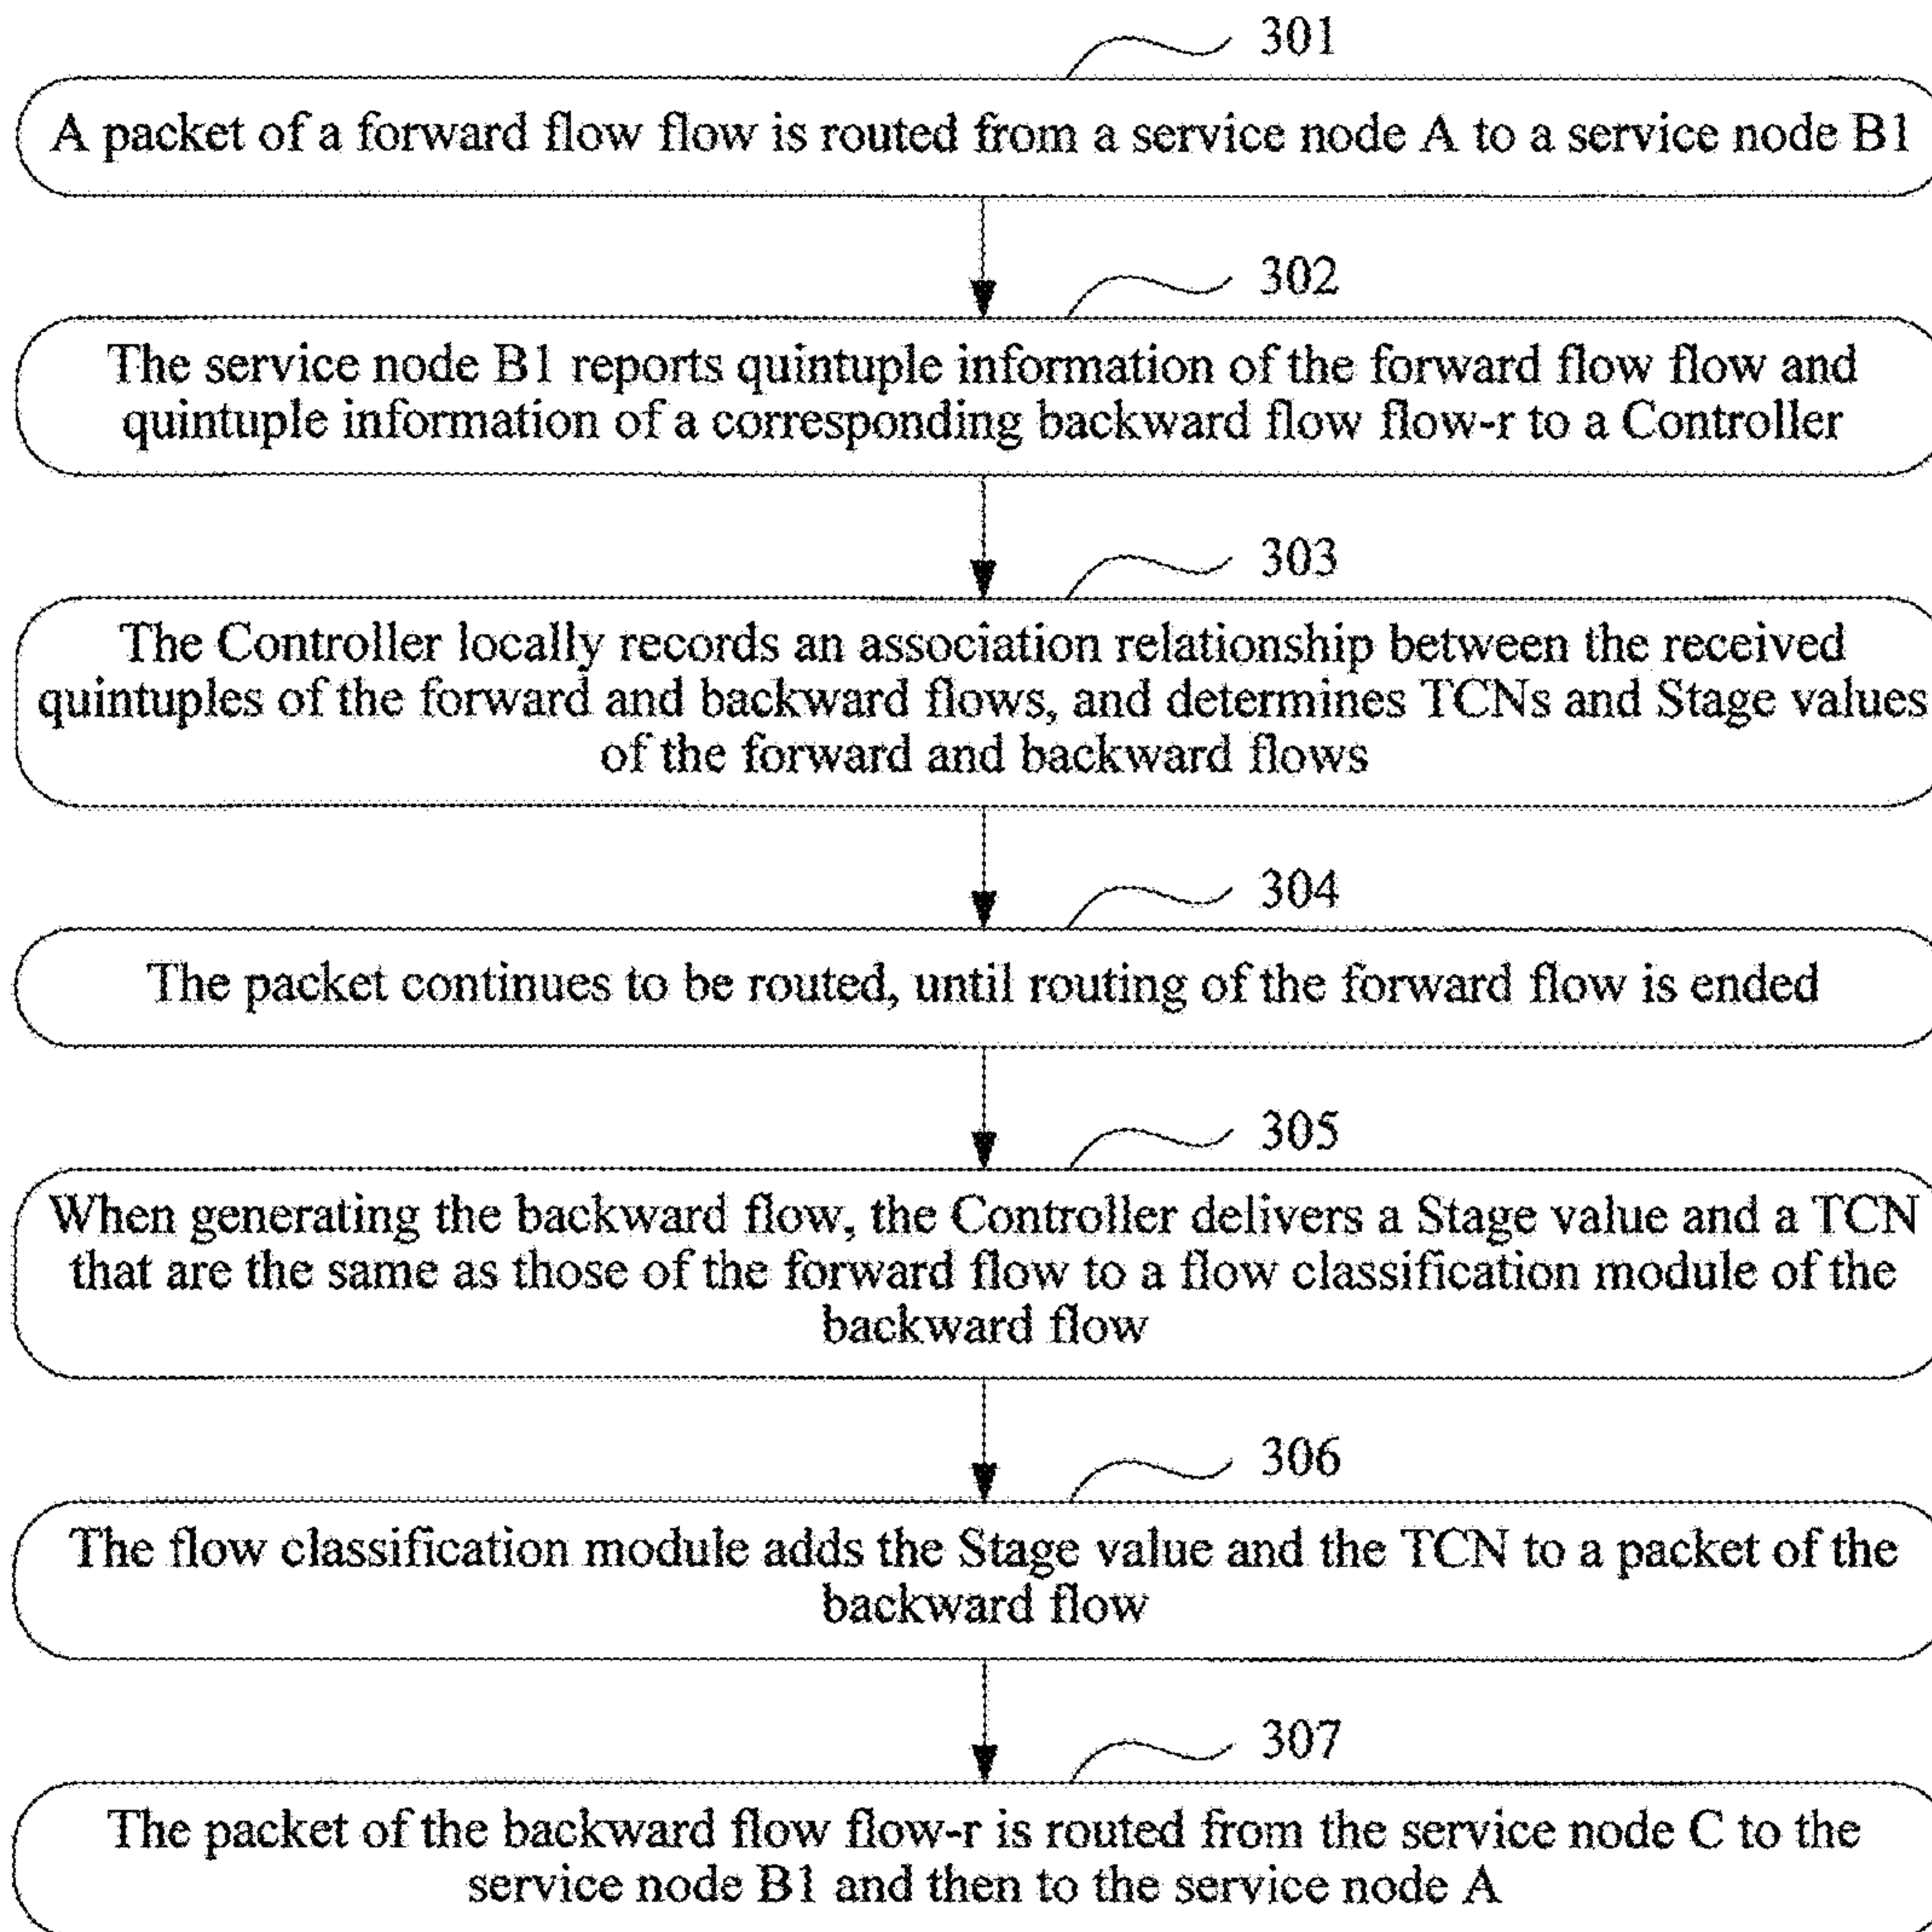 301
A packet of a forward flow flow is routed from a service node A to a service node B1
302
The service node B1 reports quintuple information of the forward flow flow and
quintuple information of a corresponding backward flow flow-r to a Controller
303
The Controller locally records an association relationship between the received
quintuples of the forward and backward flows, and determines TCNs and Stage values
of the forward and backward flows
304
The packet continues to be routed, until routing of the forward flow is ended
305
When generating the backward flow, the Controller delivers a Stage value and a TCN
that are the same as those of the forward flow to a flow classification module of the
backward flow
306
The flow classification module adds the Stage value and the TCN to a packet of the
backward flow
307
The packet of the backward flow flow-r is routed from the service node C to the
service node B1 and then to the service node A